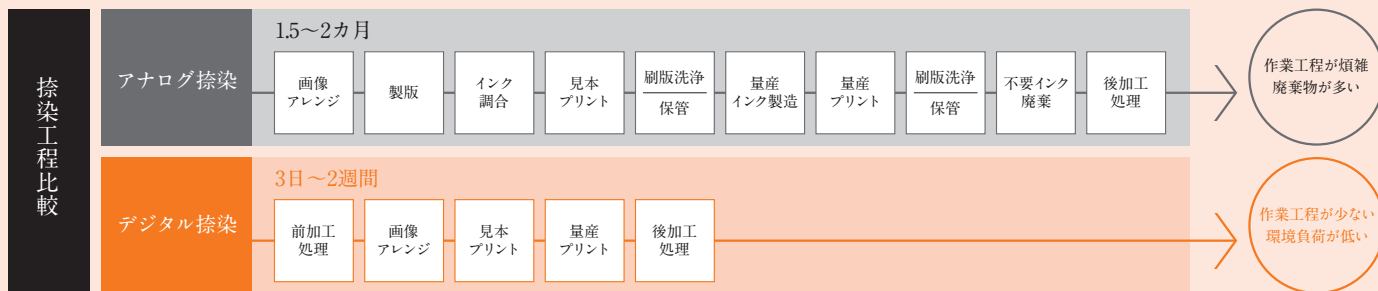 捺染工程比較
アナログ捺染
1.5〜2カ月
画像
アレンジ
製版
インク
調合
見本
プリント
刷版洗浄
保管
量産
インク製造
量産
プリント
刷版洗浄
保管
不要インク
廃棄
後加工
処理
作業工程が煩雑
廃棄物が多い
デジタル捺染
3日〜2週間
前加工
処理
画像
アレンジ
見本
プリント
量産
プリント
後加工
処理
作業工程が少ない
環境負荷が低い